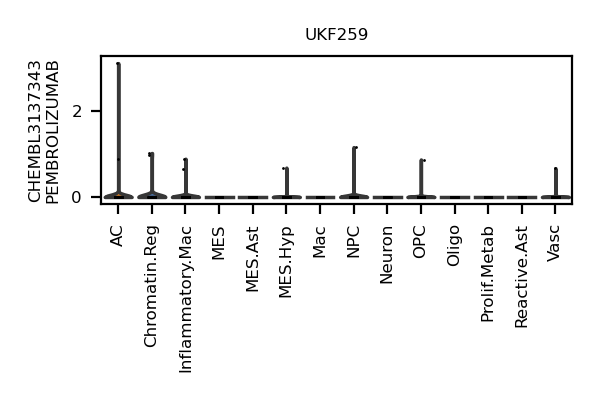 UKF259
CHEMBL3137343
PEMBROLIZUMAB
2
0
AC
Chromatin.Reg
Inflammatory.Mac
MES
MES.Ast
MES.Hyp
Mac
NPC
Neuron
OPC
Oligo
Prolif.Metab
Reactive.Ast
Vasc